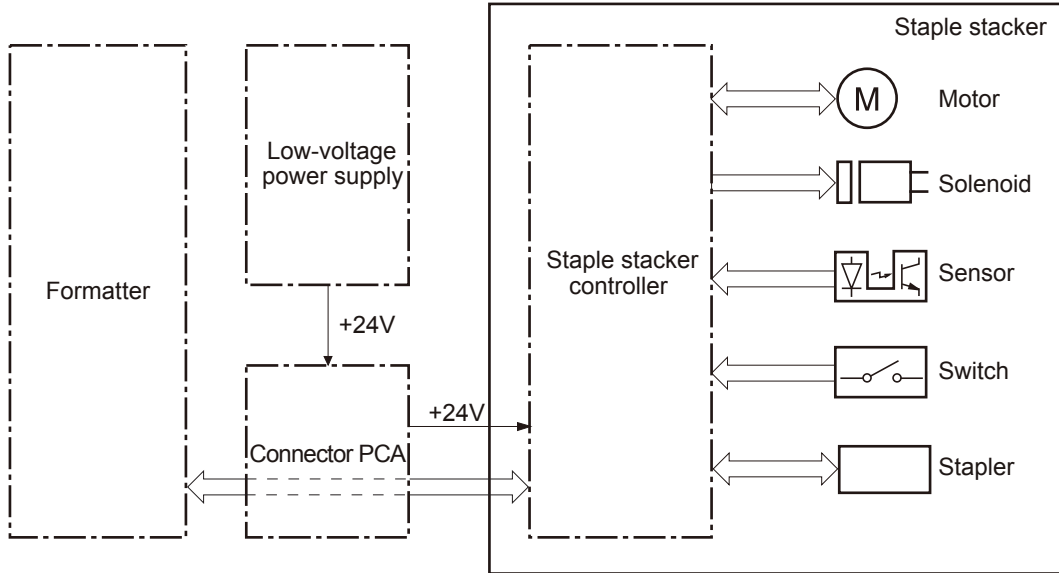 Staple stacker
Formatter
Low-voltage
power supply
+24V
Connector PCA
+24V
Staple stacker
controller
M
Motor
Solenoid
Sensor
Switch
Stapler